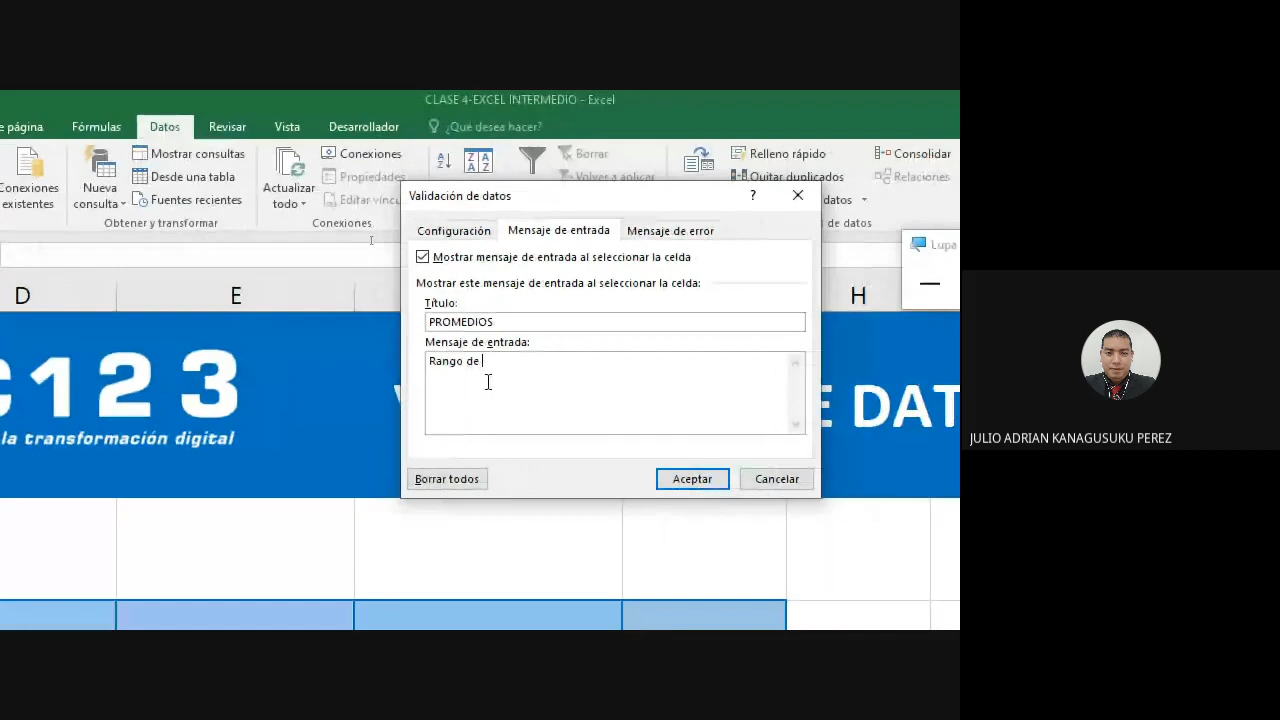 CLASE 4-EXCEL INTERMEDIO - Excel
e página Fórmulas Datos Revisar Vista Desarrollador ¿Qué desea hacer?
Conexiones existentes
Nueva consulta
Mostrar consultas
Desde una tabla
Fuentes recientes
Obtener y transformar
Actualizar todo
Conexiones
Propiedades
Editar víncu
Conexiones
Borrar
Volver a aplicar
Relleno rápido
Quitar duplicados
datos
Consolidar
Relaciones
l de datos
Lupa
Validación de datos
Configuración Mensaje de entrada Mensaje de error
Mostrar mensaje de entrada al seleccionar la celda
Mostrar este mensaje de entrada al seleccionar la celda:
Título:
PROMEDIOS
Mensaje de entrada:
Rango de
Borrar todos Aceptar Cancelar
D E H
C123
la transformación digital
E DAT
JULIO ADRIAN KANAGUSUKU PEREZ